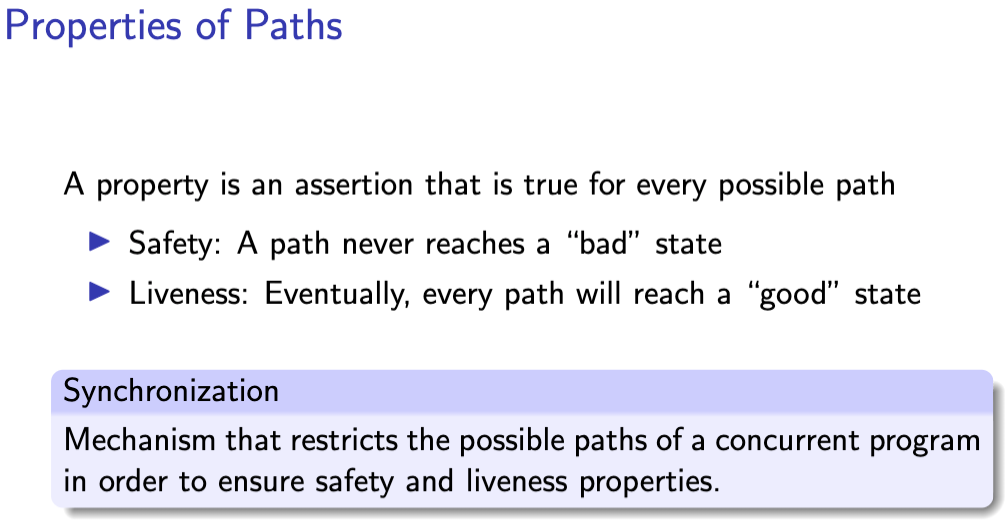 Properties of Paths
A property is an assertion that is true for every possible path
▶ Safety: A path never reaches a “bad” state
▶ Liveness: Eventually, every path will reach a “good” state
Synchronization
Mechanism that restricts the possible paths of a concurrent program
in order to ensure safety and liveness properties.